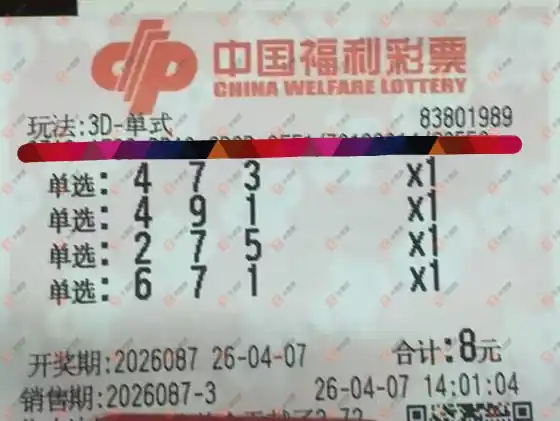 中国福利彩票
CHINA WELFARE LOTTERY
玩法:3D-单式 83801989
单选: 4 7 3 x1
单选: 4 9 1 x1
单选: 2 7 5 x1
单选: 6 7 1 x1
开奖期:2026087 26-04-07 合计:8元
销售期:2026087-3 26-04-07 14:01:04